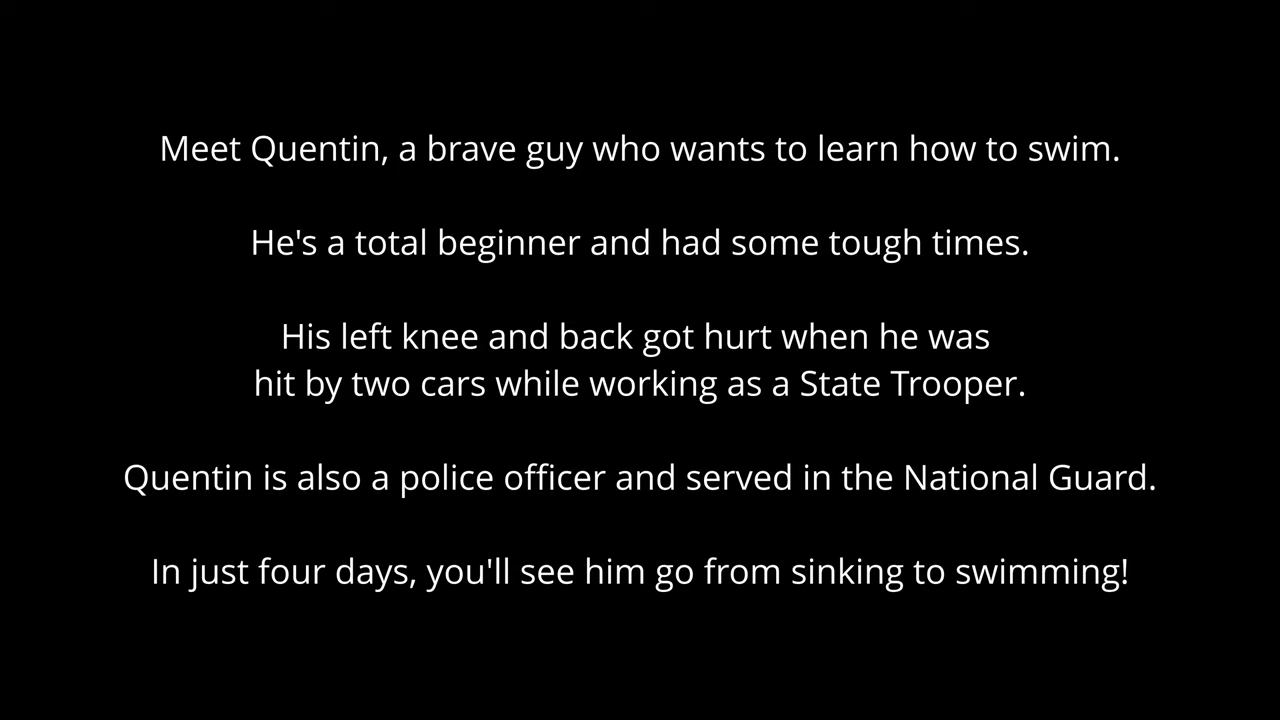 Meet Quentin, a brave guy who wants to learn how to swim.
He's a total beginner and had some tough times.
His left knee and back got hurt when he was
hit by two cars while working as a State Trooper.
Quentin is also a police officer and served in the National Guard.
In just four days, you'll see him go from sinking to swimming!